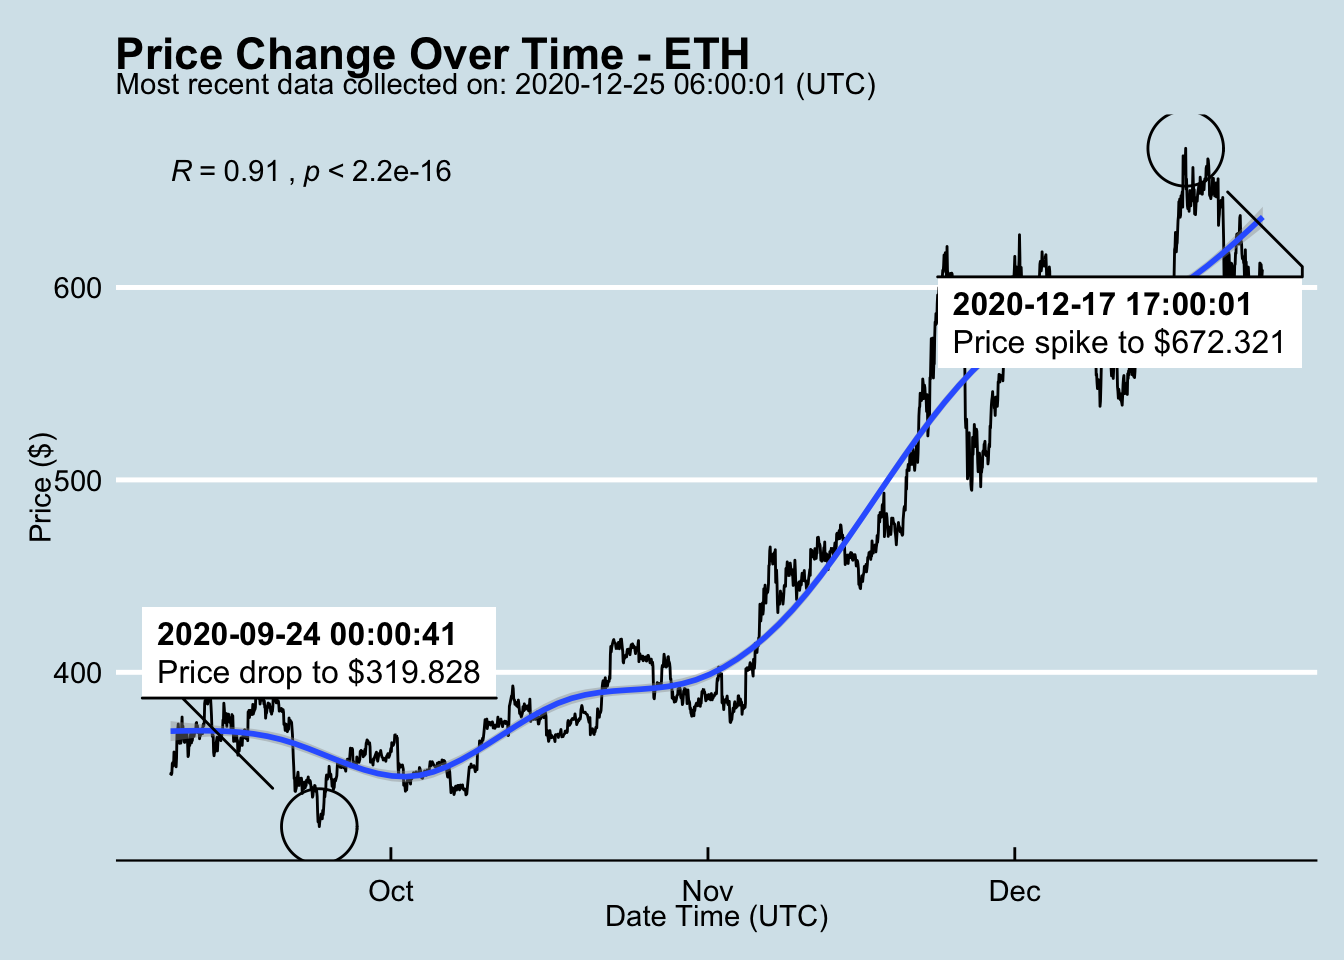 Price Change Over Time - ETH
Most recent data collected on: 2020-12-25 06:00:01 (UTC)
R = 0.91 , p < 2.2e-16
600
2020-12-17 17:00:01
Price spike to $672.321
Price ($)
500
2020-09-24 00:00:41
Price drop to $319.828
400
Oct
Nov
Dec
Date Time (UTC)